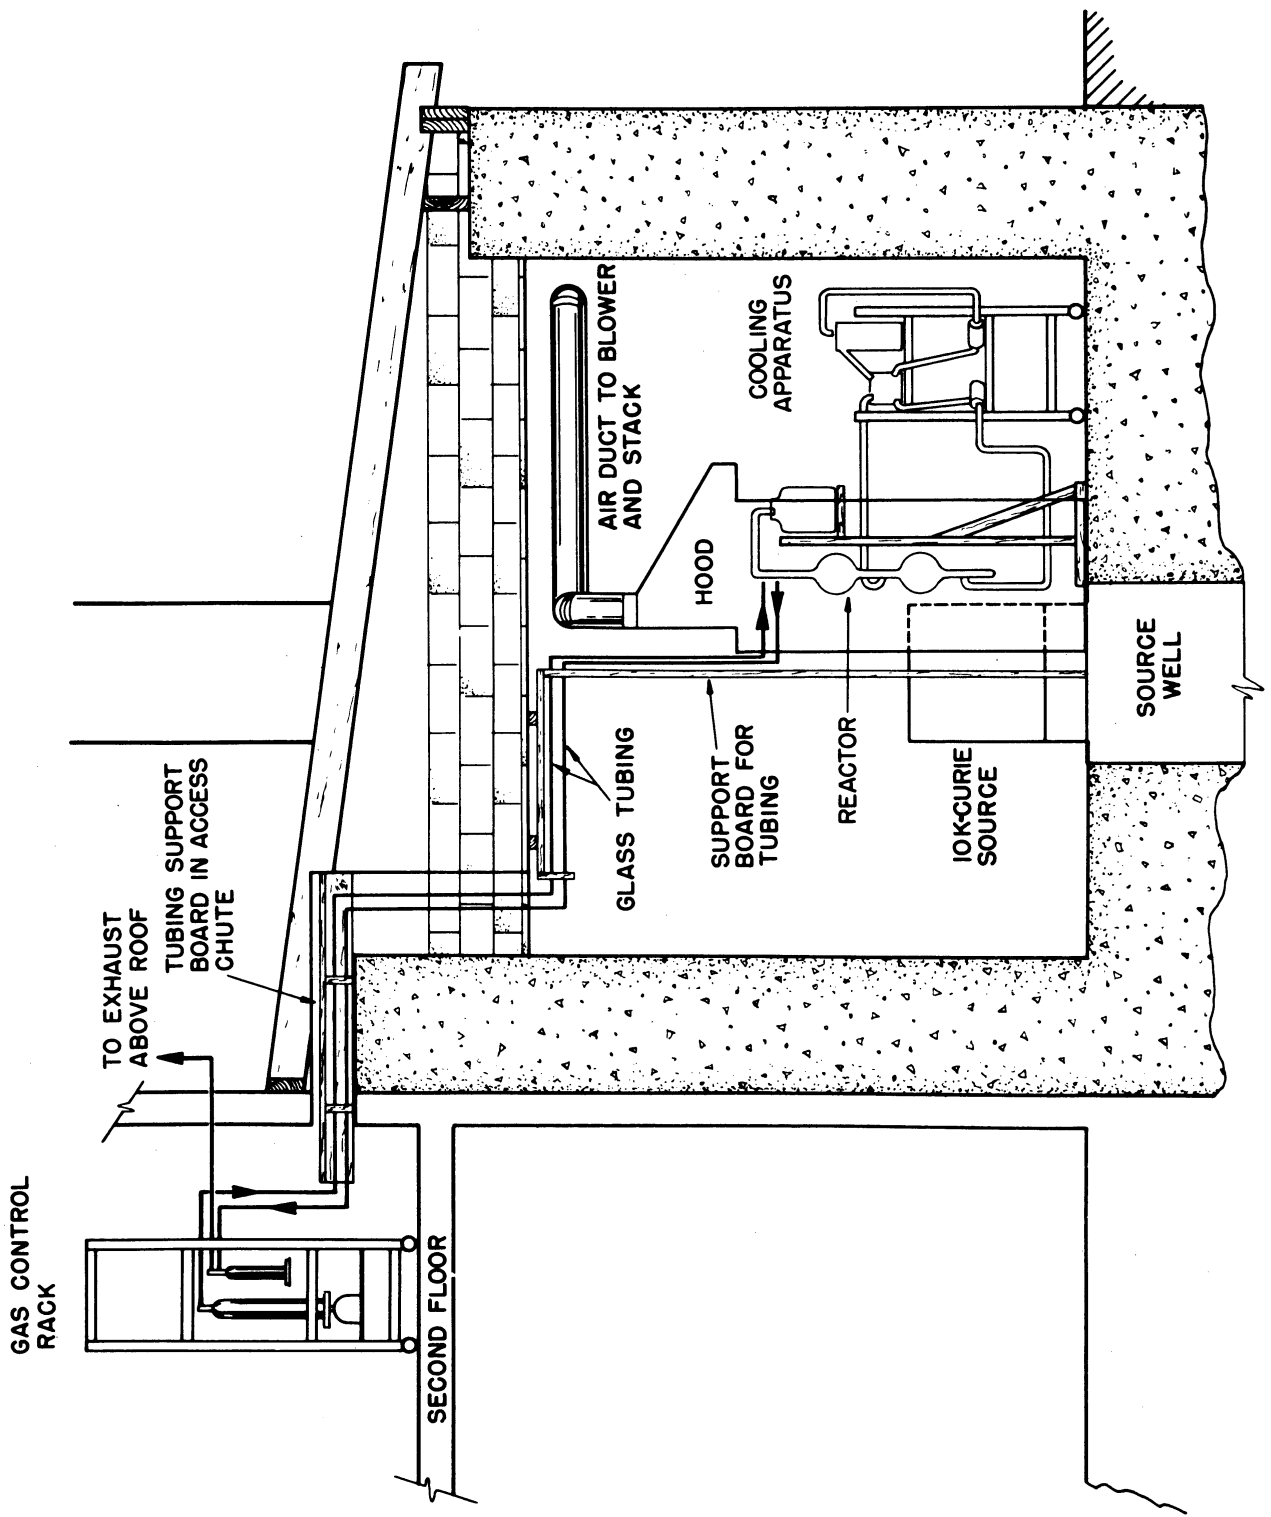 GAS CONTROL
RACK
TO EXHAUST
ABOVE ROOF
TUBING SUPPORT
BOARD IN ACCESS
CHUTE
SECOND FLOOR
AIR DUCT TO BLOWER
AND STACK
GLASS TUBING
HOOD
COOLING
APPARATUS
SUPPORT
BOARD FOR
TUBING
REACTOR
10K-CURIE
SOURCE
SOURCE
WELL